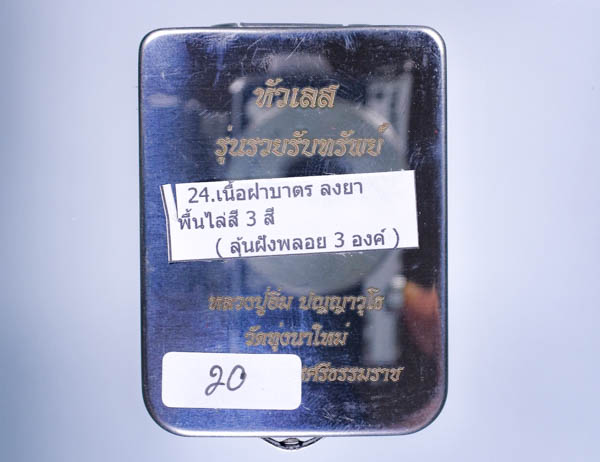 หัวเลส
รุ่นรวยรับทรัพย์
24.เนื้อฝาบาตร ลงยา
พื้นไล่สี 3 สี
( ลุ้นฝังพลอย 3 องค์ )
หลวงปู่อิ่ม ปัญญาวุโธ
วัดทุ่งนาใหม่
ศรีธรรมราช
20